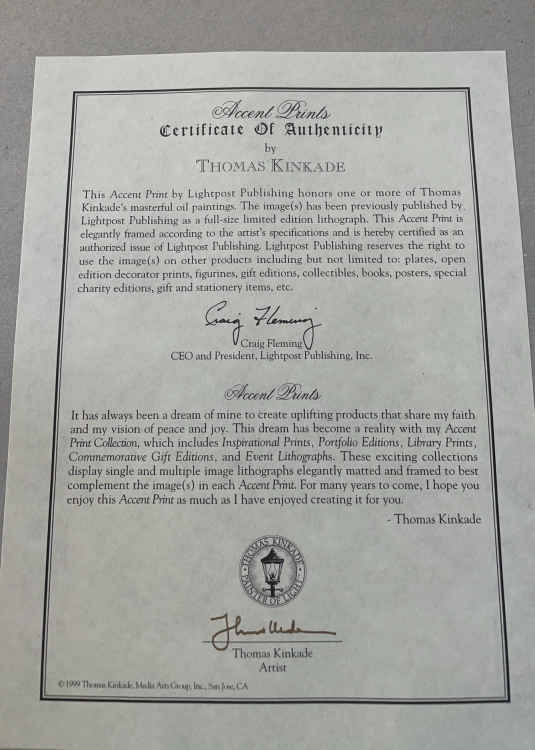 Accent Prints
Certificate Of Authenticity
by
THOMAS KINKADE
This Accent Print by Lightpost Publishing honors one or more of Thomas
Kinkade's masterful oil paintings. The image(s) has been previously published by
Lightpost Publishing as a full-size limited edition lithograph. This Accent Print is
elegantly framed according to the artist's specifications and is hereby certified as an
authorized issue of Lightpost Publishing. Lightpost Publishing reserves the right to
use the image(s) on other products including but not limited to: plates, open
edition decorator prints, figurines, gift editions, collectibles, books, posters, special
charity editions, gift and stationery items, etc.
Craig Fleming
Craig Fleming
CEO and President, Lightpost Publishing, Inc.
Accent Prints
It has always been a dream of mine to create uplifting products that share my faith
and my vision of peace and joy. This dream has become a reality with my Accent
Print Collection, which includes Inspirational Prints, Portfolio Editions, Library Prints,
Commemorative Gift Editions, and Event Lithographs. These exciting collections
display single and multiple image lithographs elegantly matted and framed to best
complement the image(s) in each Accent Print. For many years to come, I hope you
enjoy this Accent Print as much as I have enjoyed creating it for you.
- Thomas Kinkade
THOMAS KINKADE
PAINTER OF LIGHT
Thomas Kinkade
Artist
© 1999 Thomas Kinkade, Media Arts Group, Inc., San Jose, CA